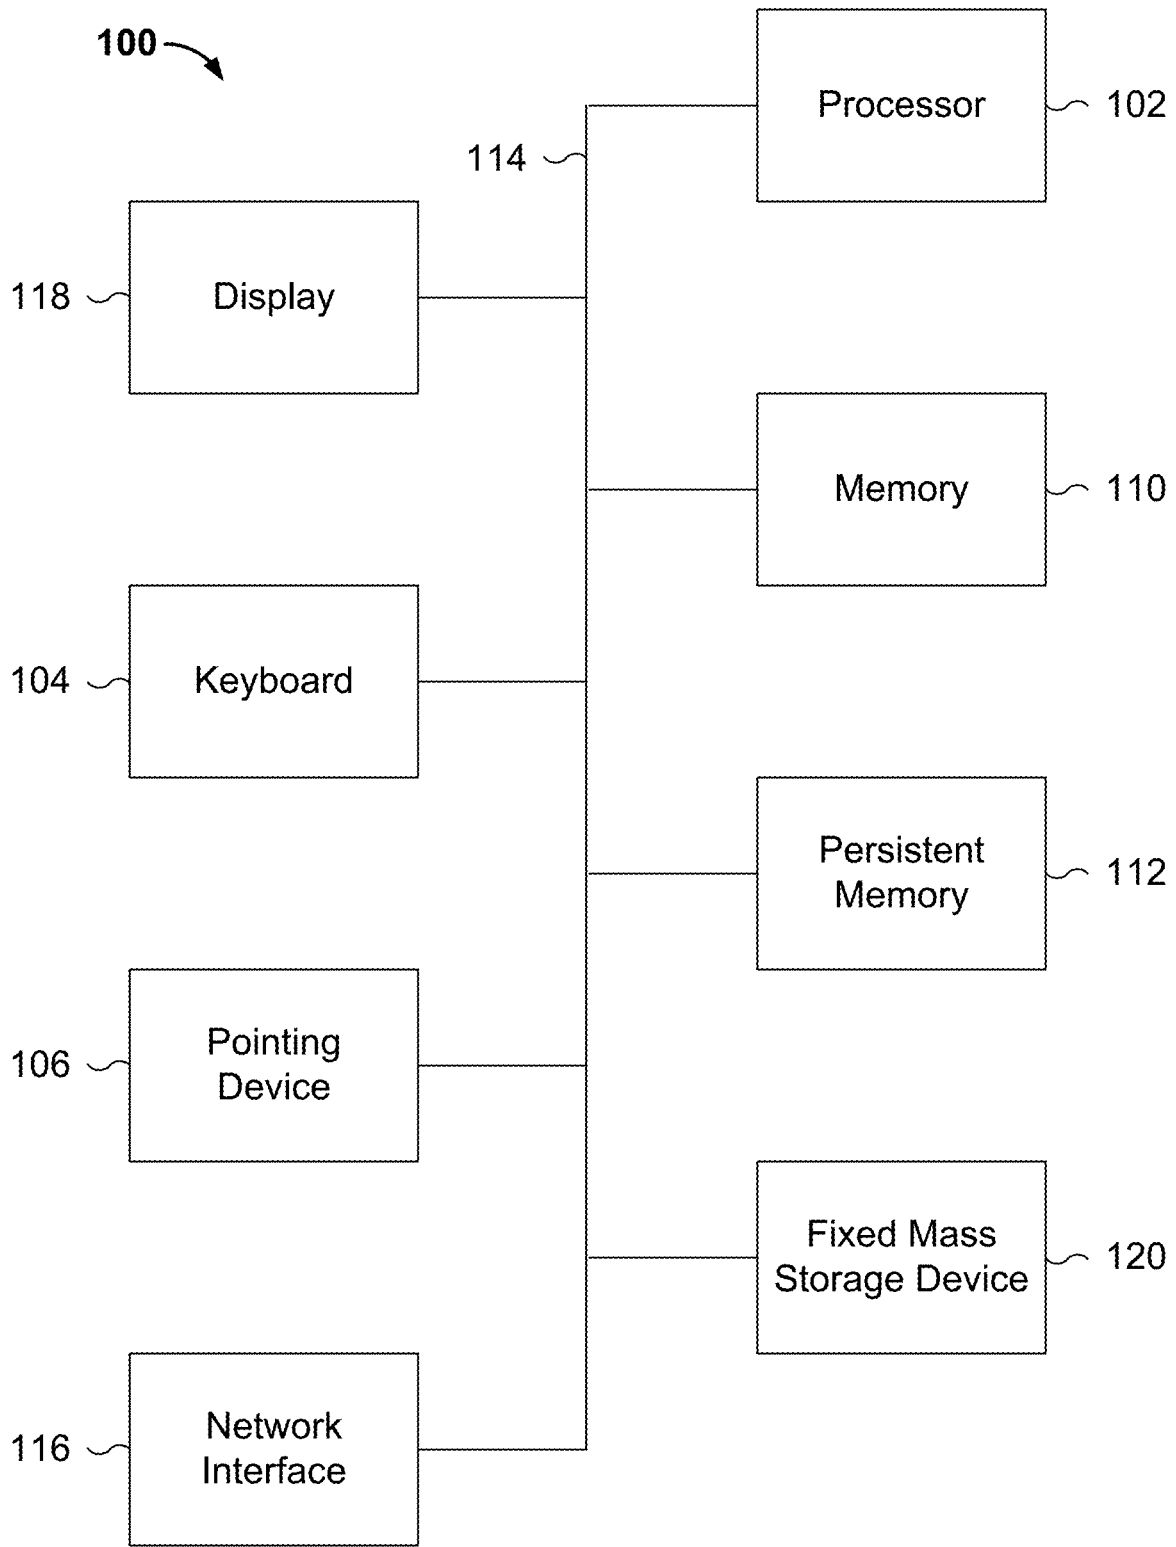 100
Processor
102
114
Display
118
Memory
110
Keyboard
104
Persistent
Memory
112
Pointing
Device
106
Fixed Mass
Storage Device
120
Network
Interface
116